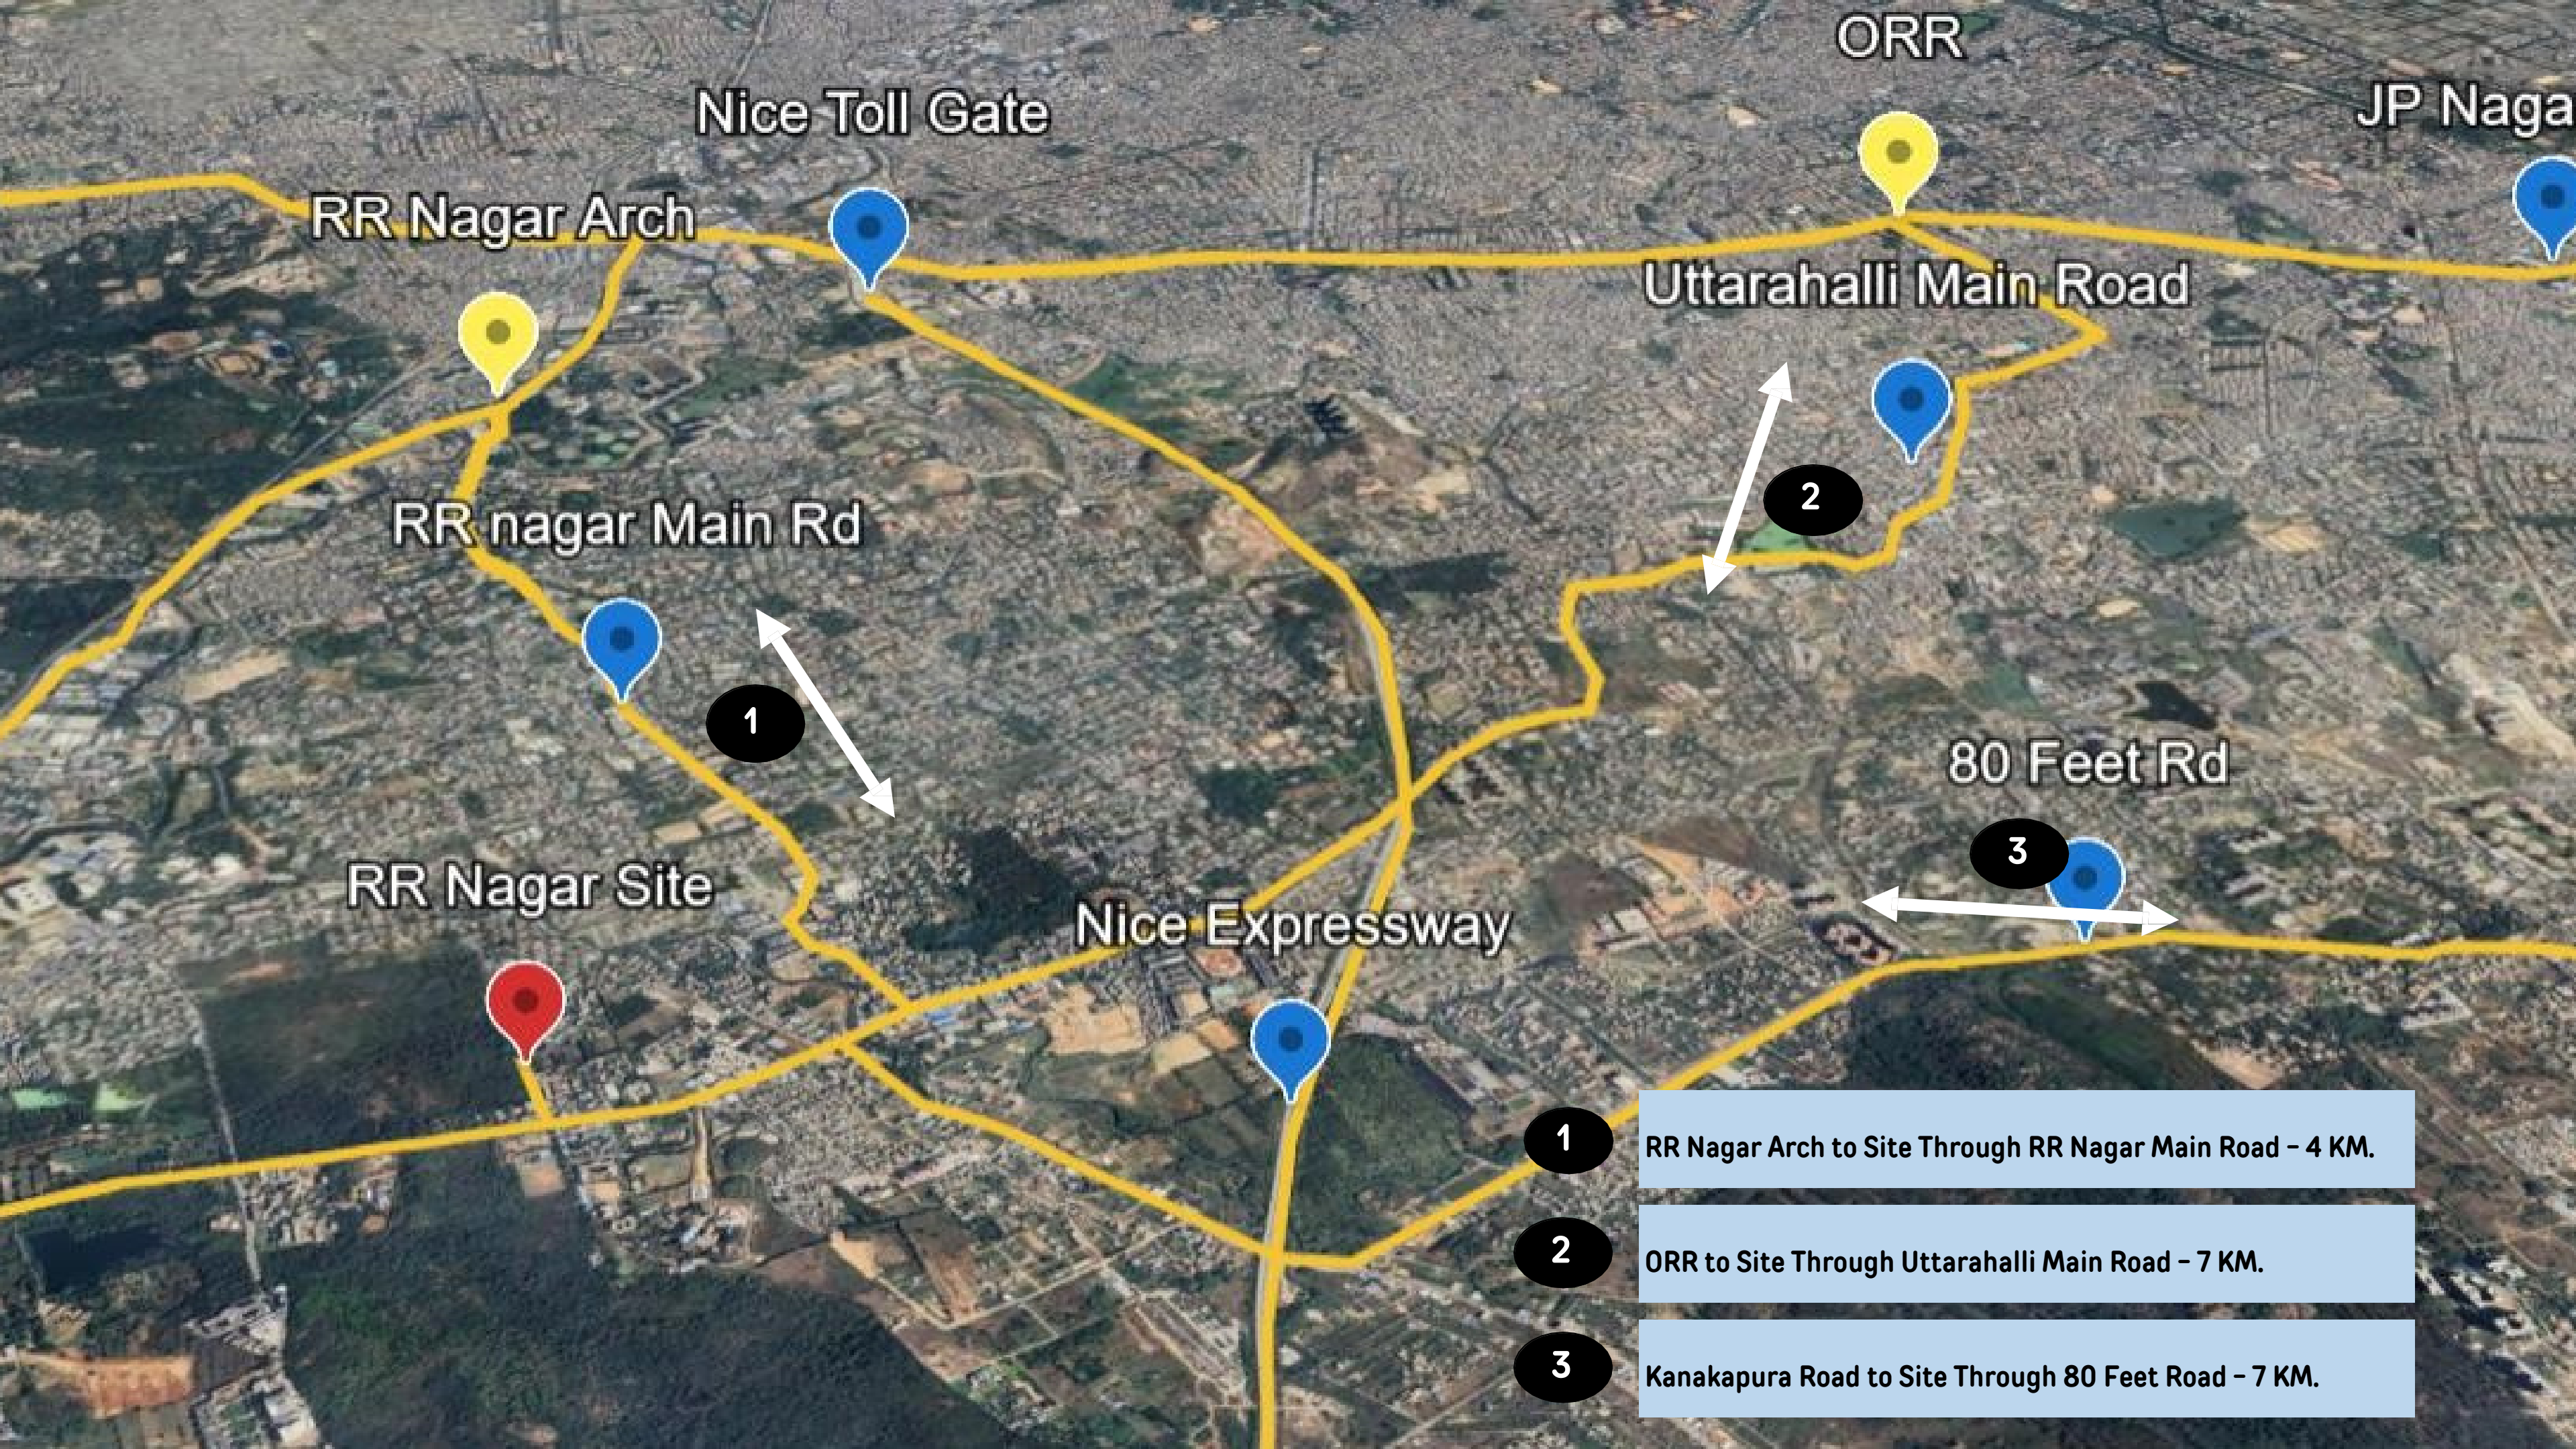 ORR
JP Naga
Nice Toll Gate
RR Nagar Arch
Uttarahalli Main Road
2
RR nagar Main Rd
1
80 Feet Rd
3
RR Nagar Site
Nice Expressway
1
RR Nagar Arch to Site Through RR Nagar Main Road - 4 KM.
2
ORR to Site Through Uttarahalli Main Road - 7 KM.
3
Kanakapura Road to Site Through 80 Feet Road - 7 KM.